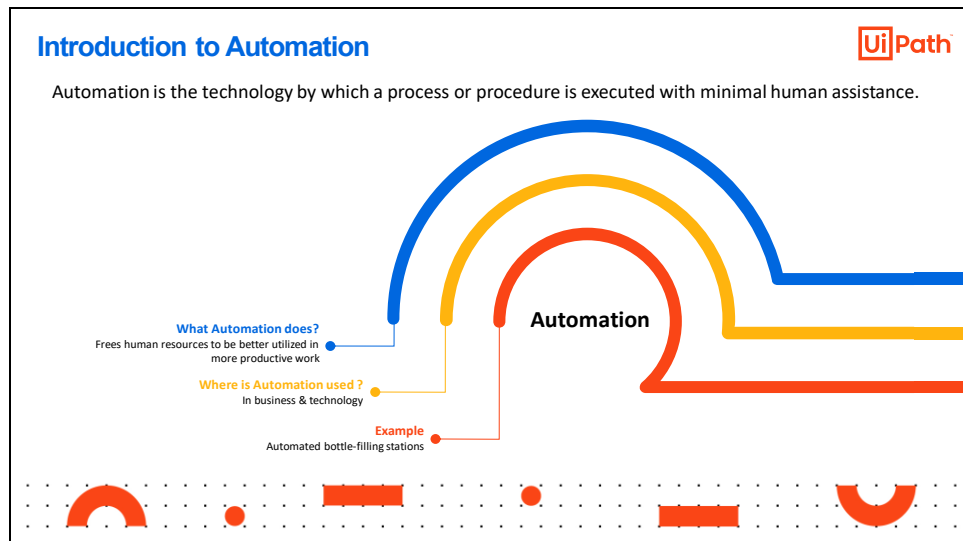 Introduction to Automation
UiPath
Automation is the technology by which a process or procedure is executed with minimal human assistance.
Automation
What Automation does?
Frees human resources to be better utilized in
more productive work
Where is Automation used ?
In business & technology
Example
Automated bottle-filling stations